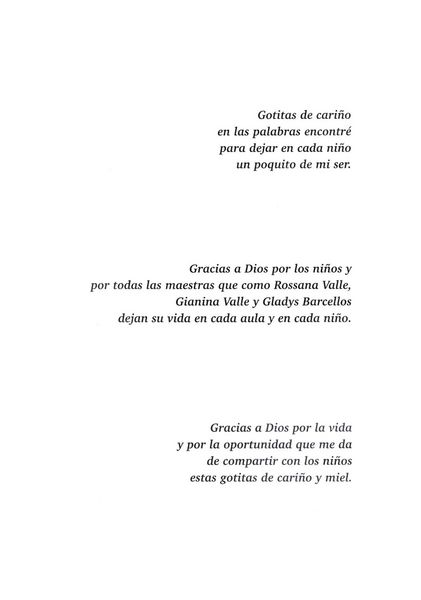 Gotitas de cariño
en las palabras encontré
para dejar en cada niño
un poquito de mi ser.
Gracias a Dios por los niños y
por todas las maestras que como Rossana Valle,
Gianina Valle y Gladys Barcellos
dejan su vida en cada aula y en cada niño.
Gracias a Dios por la vida
y por la oportunidad que me da
de compartir con los niños
estas gotitas de cariño y miel.